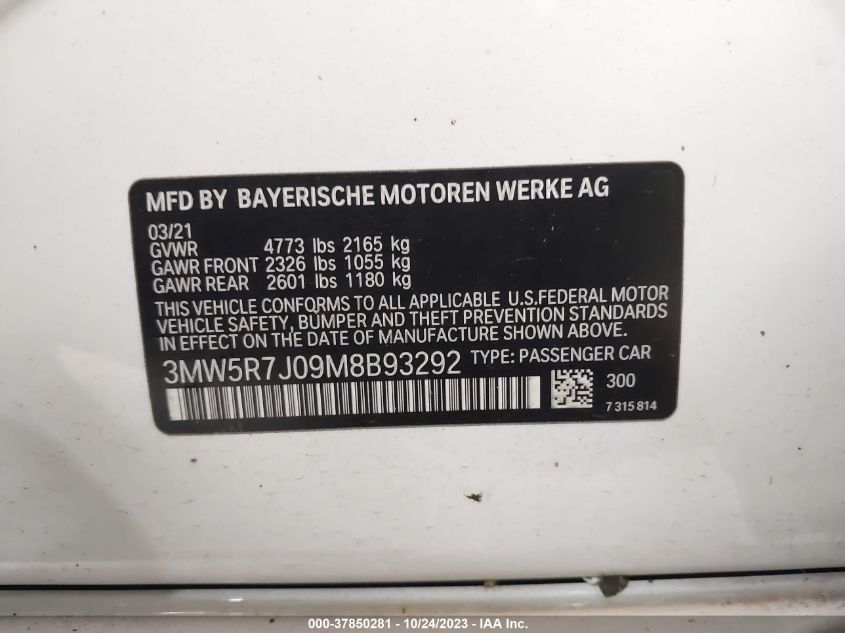 MFD BY BAYERISCHE MOTOREN WERKE AG
03/21
GVWR 4773 lbs 2165 kg
GAWR FRONT 2326 lbs 1055 kg
GAWR REAR 2601 lbs 1180 kg
THIS VEHICLE CONFORMS TO ALL APPLICABLE U.S.FEDERAL MOTOR
VEHICLE SAFETY, BUMPER AND THEFT PREVENTION STANDARDS
IN EFFECT ON THE DATE OF MANUFACTURE SHOWN ABOVE.
3MW5R7J09M8B93292 TYPE: PASSENGER CAR
300
7 315 814
000-37850281 - 10/24/2023 - IAA Inc.